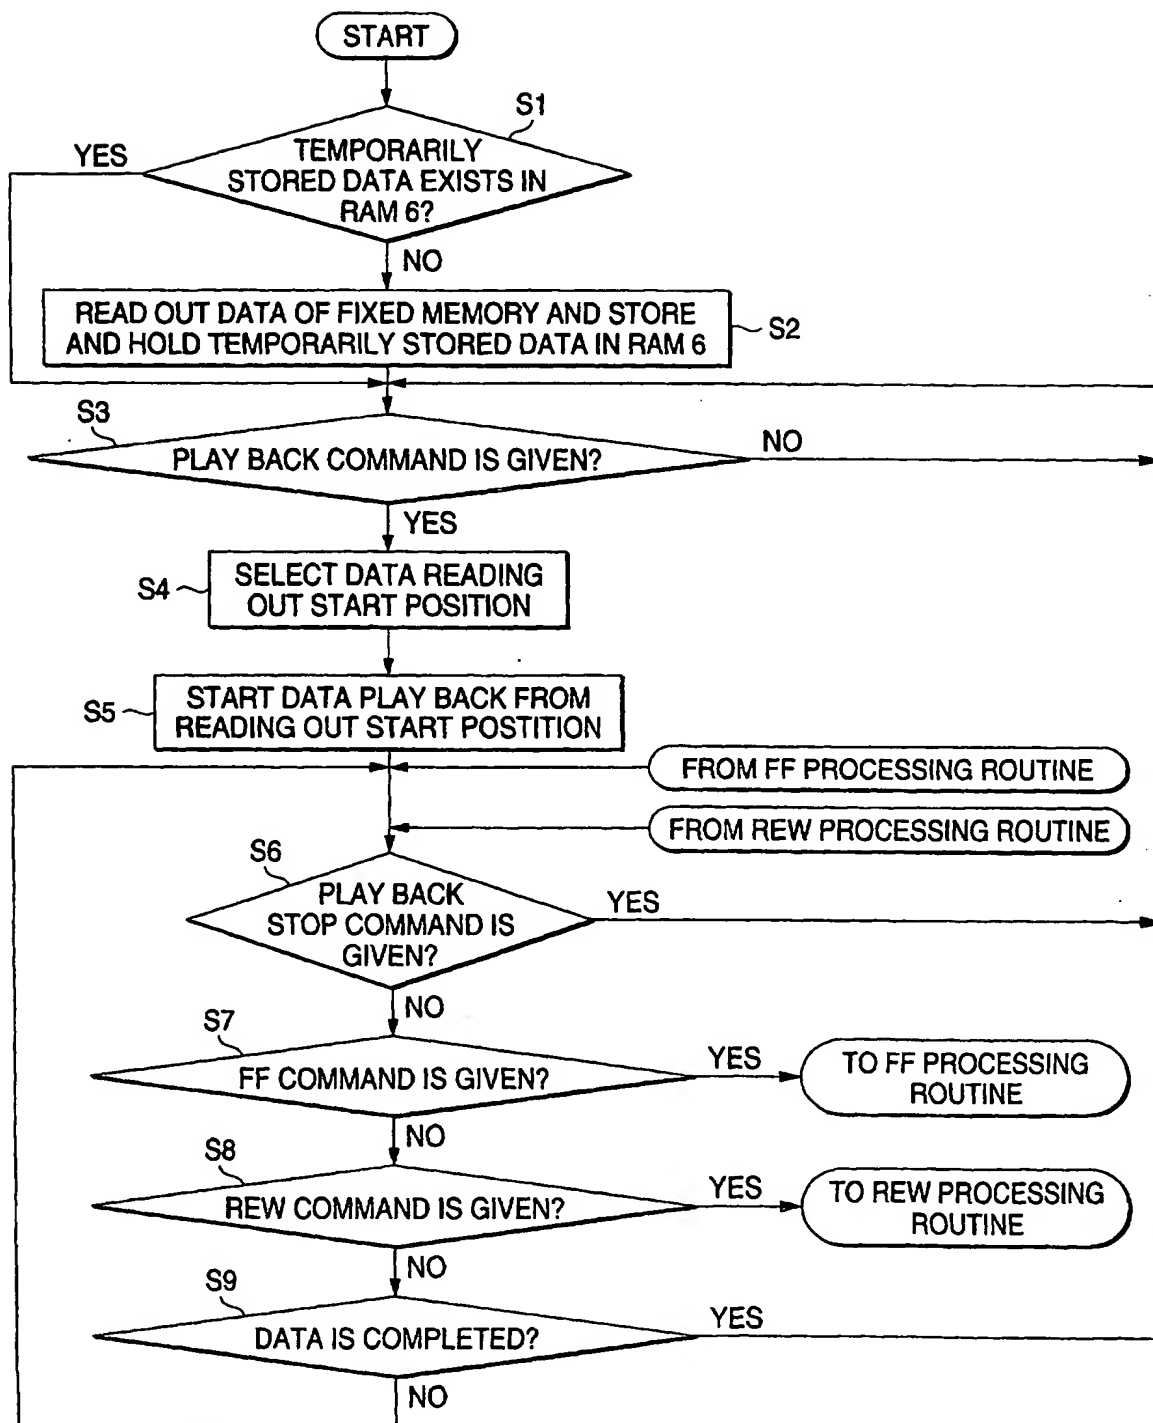 START
S1
YES
TEMPORARILY
STORED DATA EXISTS IN
RAM 6?
NO
READ OUT DATA OF FIXED MEMORY AND STORE
AND HOLD TEMPORARILY STORED DATA IN RAM 6
S2
S3
PLAY BACK COMMAND IS GIVEN?
NO
YES
S4
SELECT DATA READING
OUT START POSITION
S5
START DATA PLAY BACK FROM
READING OUT START POSTITION
FROM FF PROCESSING ROUTINE
FROM REW PROCESSING ROUTINE
S6
PLAY BACK
STOP COMMAND IS
GIVEN?
YES
NO
S7
FF COMMAND IS GIVEN?
YES
TO FF PROCESSING
ROUTINE
NO
S8
REW COMMAND IS GIVEN?
YES
TO REW PROCESSING
ROUTINE
NO
S9
DATA IS COMPLETED?
YES
NO